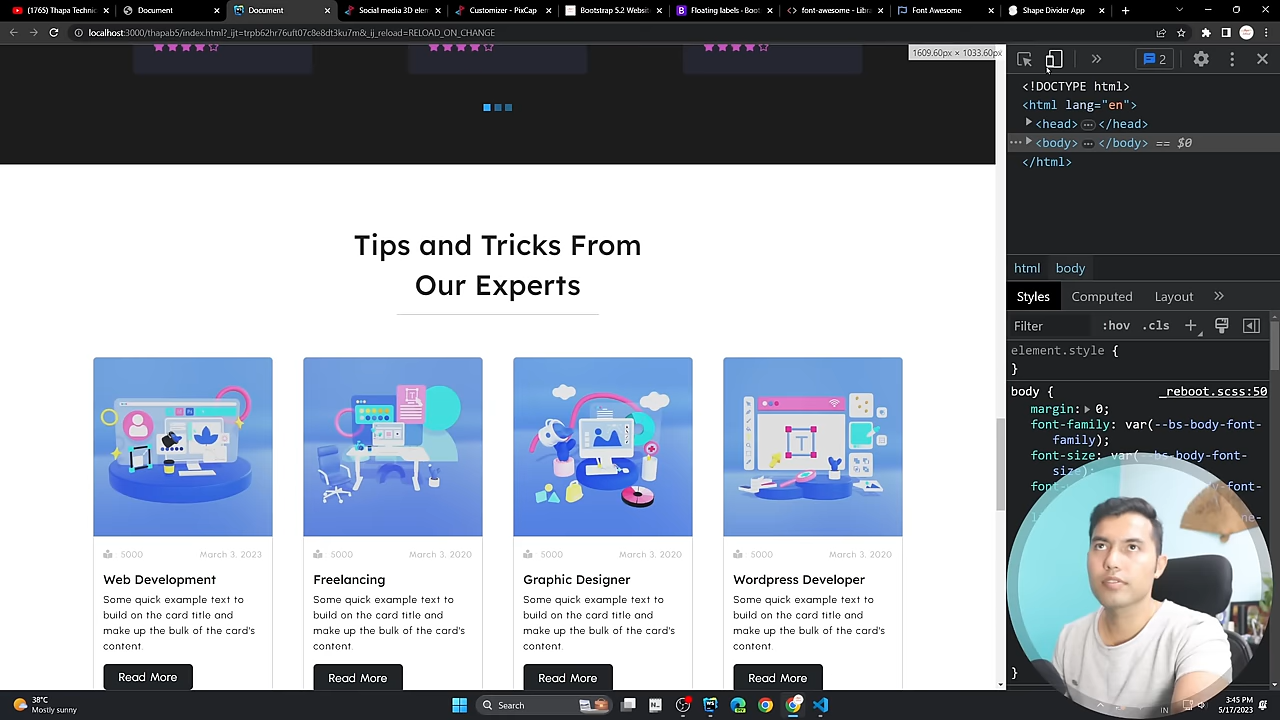 (1765) Thapa Technic
Document
Document
Social media 3D elen
Customizer - PixCap
Bootstrap 5.2 Websit
Floating labels · Boot
font-awesome - Libra
Font Awesome
Shape Divider App
localhost:3000/thapab5/index.html?_ijt=trpb62hr76uft07c8e8dt3ku7m&_ij_reload=RELOAD_ON_CHANGE
1609.60px × 1033.60px
2
<!DOCTYPE html>
<html lang="en">
<head> ⋯ </head>
⋯ <body> ⋯ </body> == $0
</html>
html body
Styles Computed Layout
Filter :hov .cls
element.style {
}
body { _reboot.scss:50
margin: 0;
font-family: var(--bs-body-font-
family);
font-size: var(--bs-body-font-
size);
}
Tips and Tricks From
Our Experts
5000 March 3, 2023
Web Development
Some quick example text to
build on the card title and
make up the bulk of the card's
content.
Read More
5000 March 3, 2020
Freelancing
Some quick example text to
build on the card title and
make up the bulk of the card's
content.
Read More
5000 March 3, 2020
Graphic Designer
Some quick example text to
build on the card title and
make up the bulk of the card's
content.
Read More
5000 March 3, 2020
Wordpress Developer
Some quick example text to
build on the card title and
make up the bulk of the card's
content.
Read More
38°C
Mostly sunny
Search
IN
3:45 PM
5/17/2023